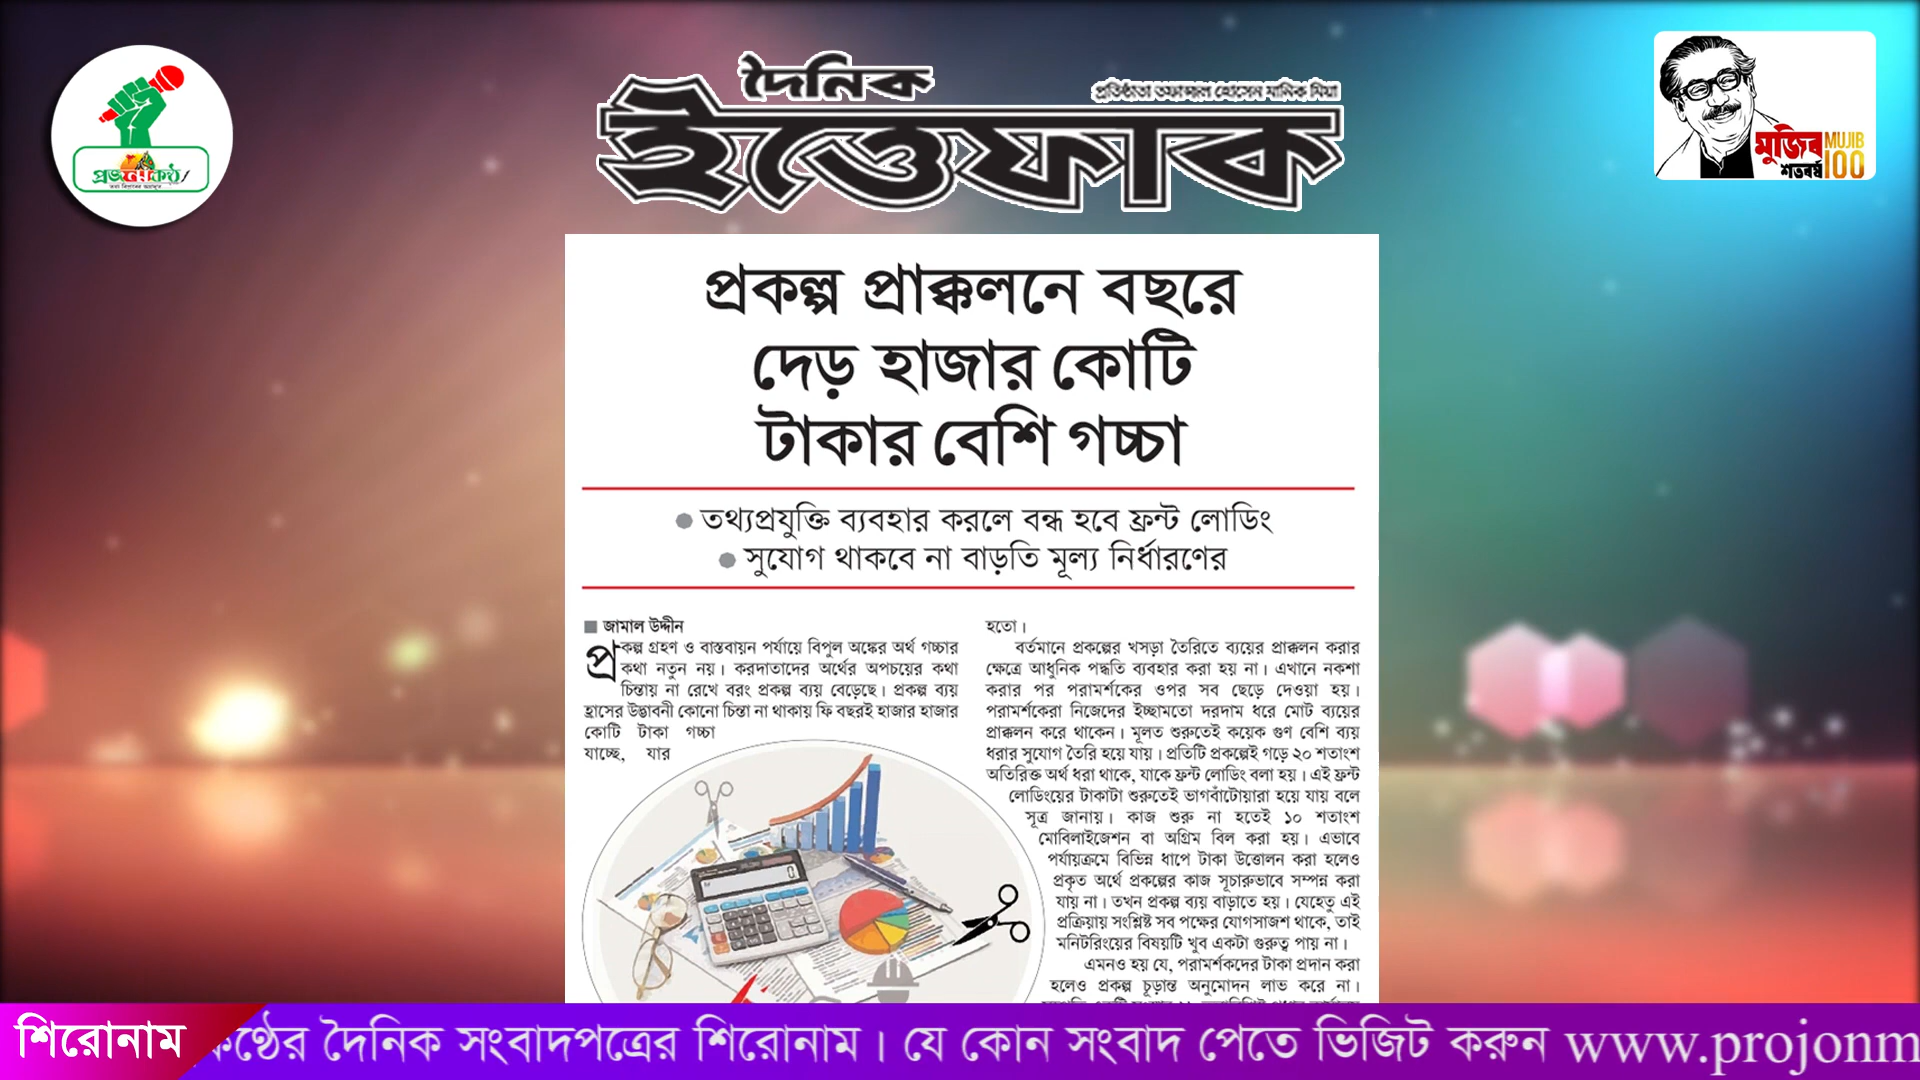 দৈনিক
প্রতিষ্ঠাতা তফাজ্জল হোসেন মানিক মিয়া
ইত্তেফাক
প্রজন্মকণ্ঠ
মুজিব
শতবর্ষ
MUJIB
100
প্রকল্প প্রাক্কলনে বছরে
দেড় হাজার কোটি
টাকার বেশি গচ্চা
তথ্যপ্রযুক্তি ব্যবহার করলে বন্ধ হবে ফ্রন্ট লোডিং
সুযোগ থাকবে না বাড়তি মূল্য নির্ধারণের
জামাল উদ্দীন
প্রকল্প গ্রহণ ও বাস্তবায়ন পর্যায়ে বিপুল অঙ্কের অর্থ গচ্চার
কথা নতুন নয়। করদাতাদের অর্থের অপচয়ের কথা
চিন্তায় না রেখে বরং প্রকল্প ব্যয় বেড়েছে। প্রকল্প ব্যয়
হ্রাসের উদ্ভাবনী কোনো চিন্তা না থাকায় ফি বছরই হাজার হাজার
কোটি টাকা গচ্চা
যাচ্ছে, যার
হতো।
বর্তমানে প্রকল্পের খসড়া তৈরিতে ব্যয়ের প্রাক্কলন করার
ক্ষেত্রে আধুনিক পদ্ধতি ব্যবহার করা হয় না। এখানে নকশা
করার পর পরামর্শকের ওপর সব ছেড়ে দেওয়া হয়।
পরামর্শকেরা নিজেদের ইচ্ছামতো দরদাম ধরে মোট ব্যয়ের
প্রাক্কলন করে থাকেন। মূলত শুরুতেই কয়েক গুণ বেশি ব্যয়
ধরার সুযোগ তৈরি হয়ে যায়। প্রতিটি প্রকল্পেই গড়ে ২০ শতাংশ
অতিরিক্ত অর্থ ধরা থাকে, যাকে ফ্রন্ট লোডিং বলা হয়। এই ফ্রন্ট
লোডিংয়ের টাকাটা শুরুতেই ভাগবাঁটোয়ারা হয়ে যায় বলে
সূত্র জানায়। কাজ শুরু না হতেই ১০ শতাংশ
মোবিলাইজেশন বা অগ্রিম বিল করা হয়। এভাবে
পর্যায়ক্রমে বিভিন্ন ধাপে টাকা উত্তোলন করা হলেও
প্রকৃত অর্থে প্রকল্পের কাজ সূচারুভাবে সম্পন্ন করা
যায় না। তখন প্রকল্প ব্যয় বাড়াতে হয়। যেহেতু এই
প্রক্রিয়ায় সংশ্লিষ্ট সব পক্ষের যোগসাজশ থাকে, তাই
মনিটরিংয়ের বিষয়টি খুব একটা গুরুত্ব পায় না।
এমনও হয় যে, পরামর্শকদের টাকা প্রদান করা
হলেও প্রকল্প চূড়ান্ত অনুমোদন লাভ করে না।
শিরোনাম
কণ্ঠের দৈনিক সংবাদপত্রের শিরোনাম। যে কোন সংবাদ পেতে ভিজিট করুন www.projonm